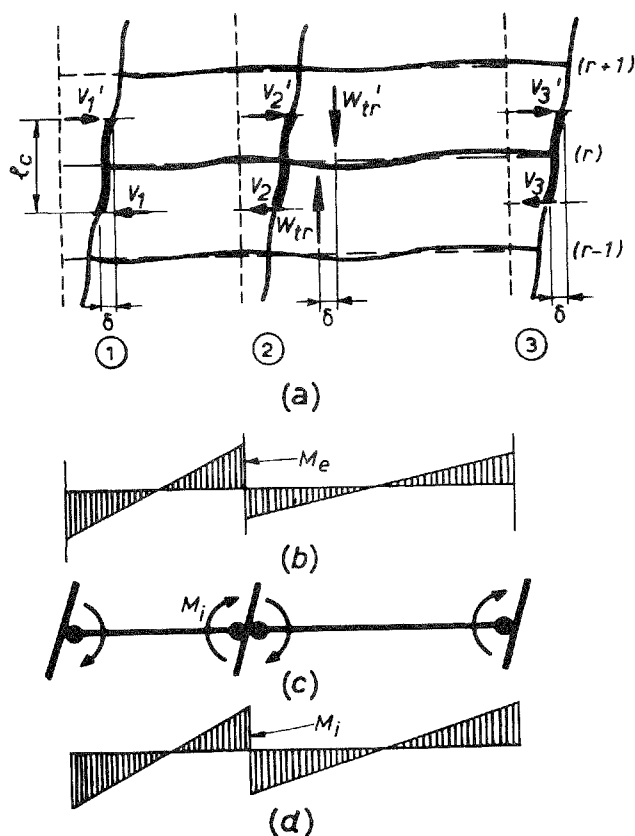 (r+1)
V₁'
V₂'
Wₜᵣ'
V₃'
ℓc
(r)
V₁
V₂
Wₜᵣ
V₃
(r-1)
δ
δ
δ
1
2
3
(a)
Mₑ
(b)
Mᵢ
(c)
Mᵢ
(d)